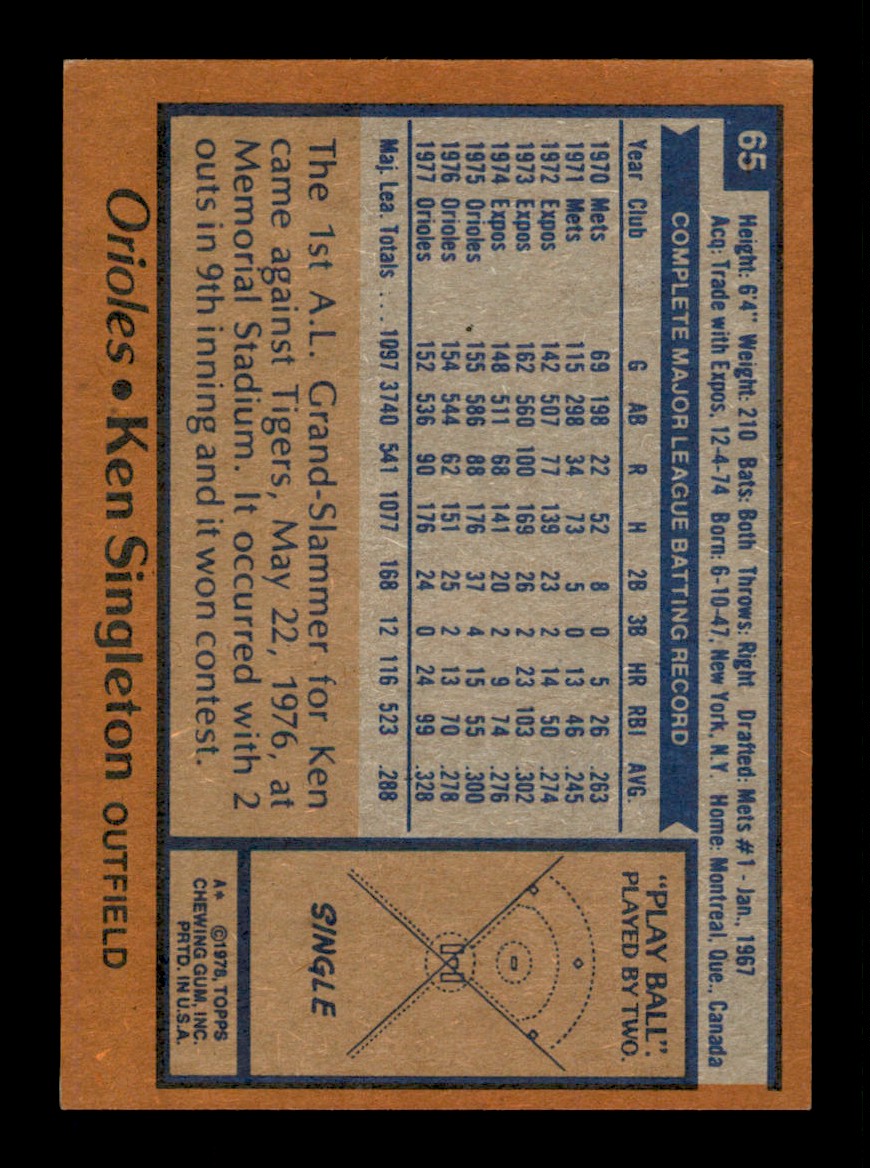 65
Height: 6'4" Weight: 210 Bats: Both Throws: Right Drafted: Mets #1 - Jan., 1967
Acq: Trade with Expos, 12-4-74 Born: 6-10-47, New York, N.Y. Home: Montreal, Que., Canada
COMPLETE MAJOR LEAGUE BATTING RECORD
Year Club G AB R H 2B 3B HR RBI AVG.
1970 Mets 69 198 22 52 8 0 5 26 .263
1971 Mets 115 298 34 73 5 0 13 46 .245
1972 Expos 142 507 77 139 23 2 14 50 .274
1973 Expos 162 560 100 169 26 2 23 103 .302
1974 Expos 148 511 68 141 20 2 9 74 .276
1975 Orioles 155 586 88 176 37 4 15 55 .300
1976 Orioles 154 544 62 151 25 2 13 70 .278
1977 Orioles 152 536 90 176 24 0 24 99 .328
Maj. Lea. Totals .... 1097 3740 541 1077 168 12 116 523 .288
The 1st A.L. Grand-Slammer for Ken
came against Tigers, May 22, 1976, at
Memorial Stadium. It occurred with 2
outs in 9th inning and it won contest.
"PLAY BALL".
PLAYED BY TWO.
SINGLE
A* ©1978, TOPPS
CHEWING GUM, INC.
PRTD. IN U.S.A.
Orioles • Ken Singleton OUTFIELD